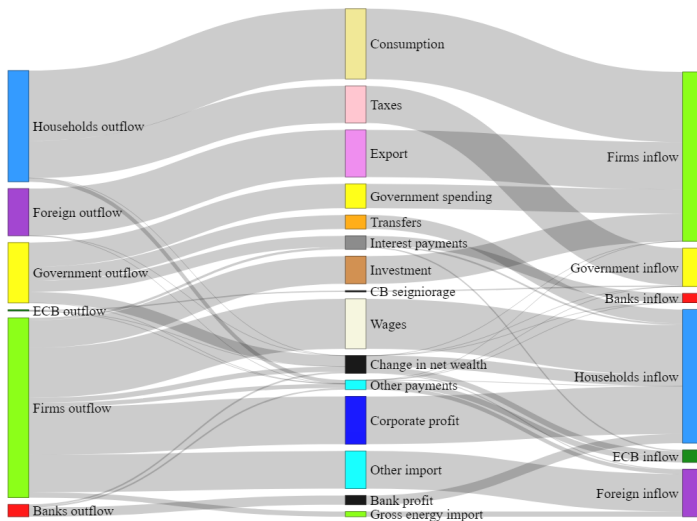 Consumption
Taxes
Households outflow
Export
Firms inflow
Government spending
Foreign outflow
Transfers
Interest payments
Government outflow
Investment
Government inflow
CB seigniorage
Banks inflow
ECB outflow
Wages
Change in net wealth
Households inflow
Other payments
Firms outflow
Corporate profit
ECB inflow
Other import
Foreign inflow
Bank profit
Banks outflow
Gross energy import